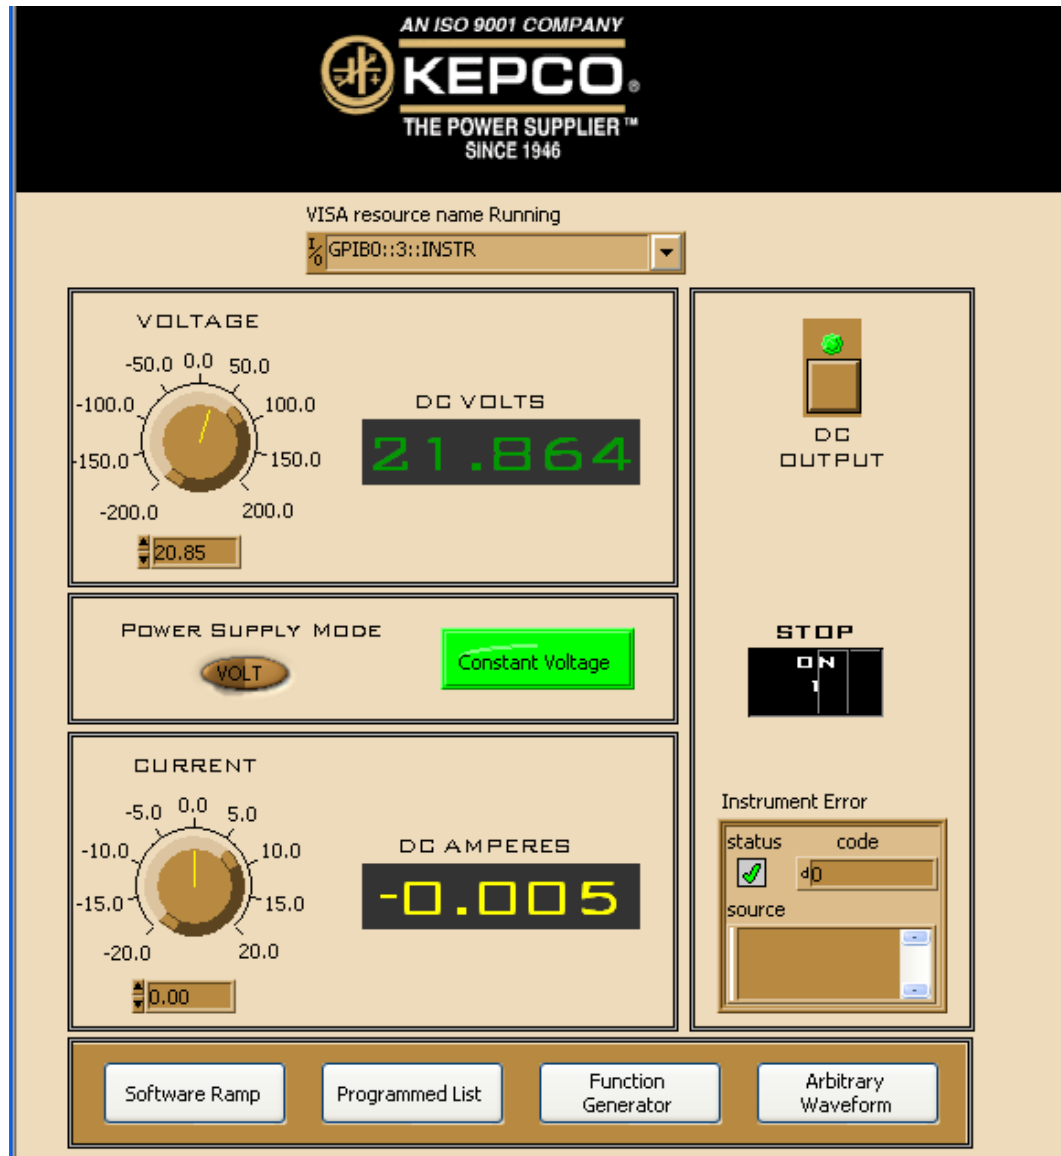 AN ISO 9001 COMPANY
KEPCO®
THE POWER SUPPLIER™
SINCE 1946
VISA resource name Running
I/O GPIB0::3::INSTR
VOLTAGE
-50.0 0.0 50.0
-100.0 100.0
150.0 150.0
-200.0 200.0
20.85
DC VOLTS
21.864
DC
OUTPUT
POWER SUPPLY MODE
VOLT
Constant Voltage
STOP
ON
1
CURRENT
-5.0 0.0 5.0
-10.0 10.0
-15.0 15.0
-20.0 20.0
0.00
DC AMPERES
-0.005
Instrument Error
status code
d0
source
Software Ramp
Programmed List
Function
Generator
Arbitrary
Waveform